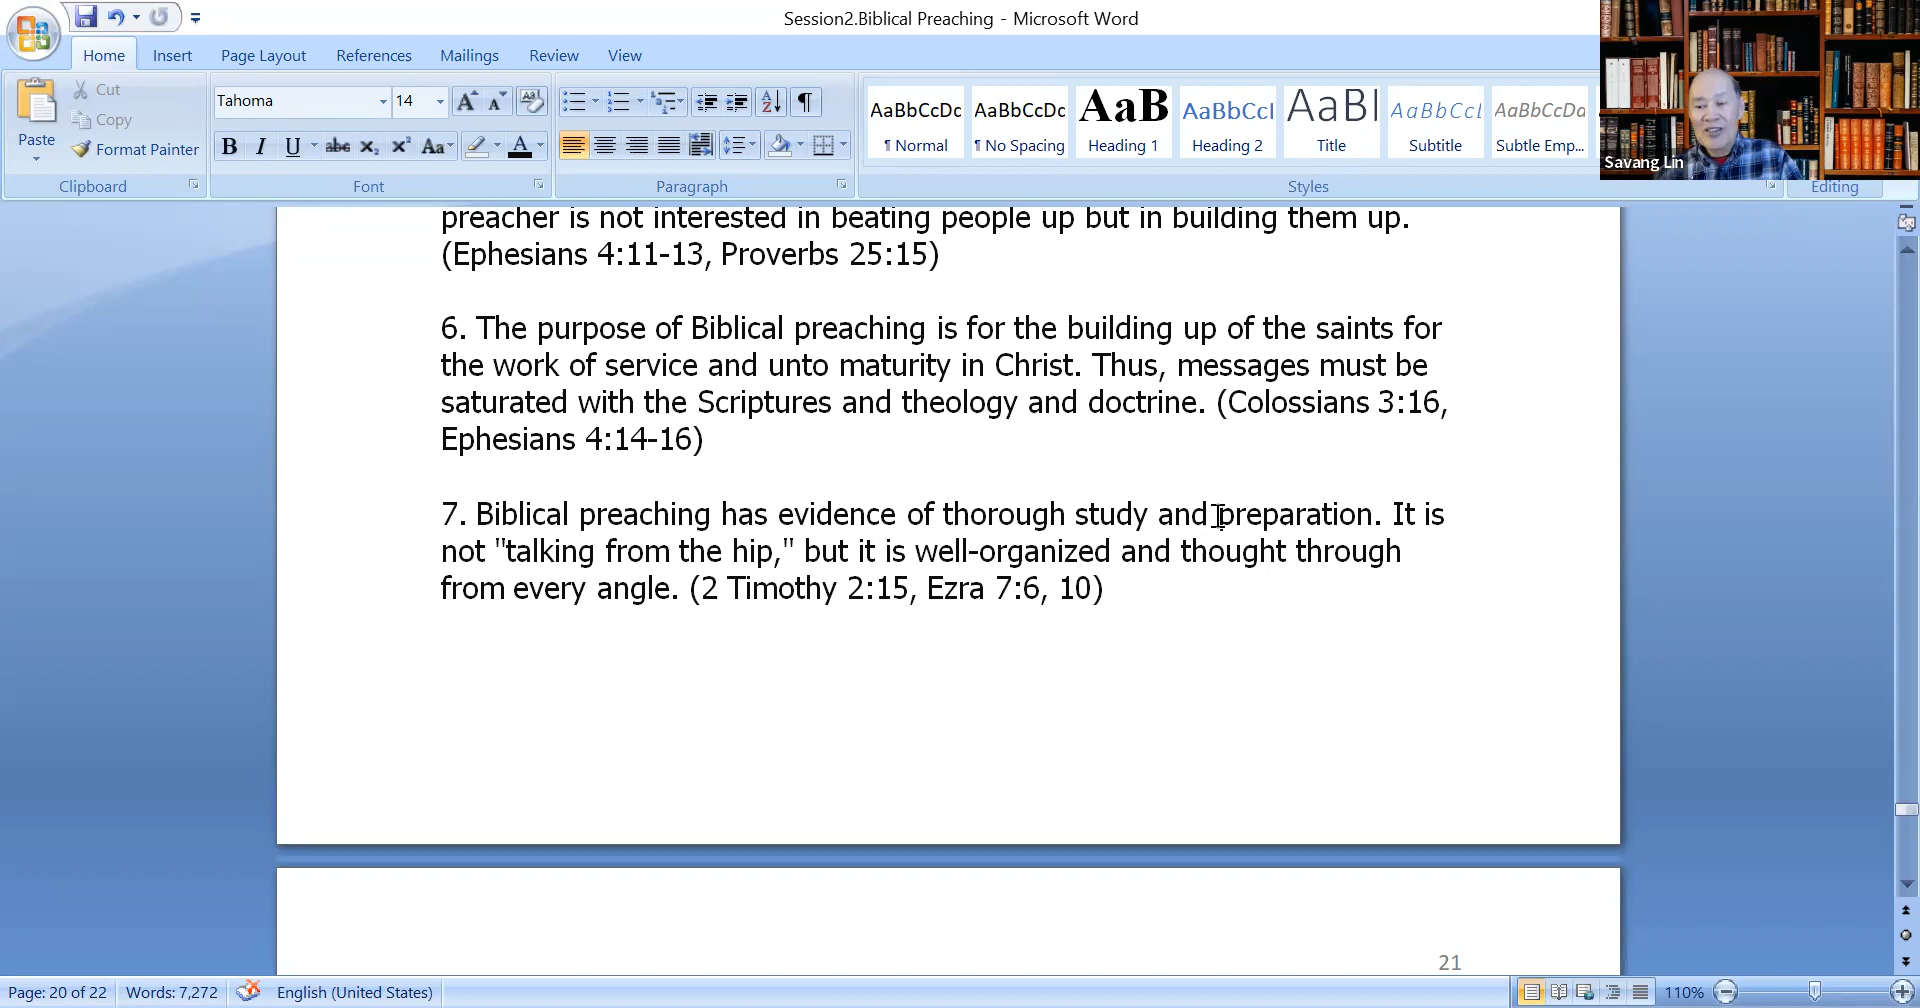 Session2.Biblical Preaching - Microsoft Word
Home Insert Page Layout References Mailings Review View
Cut
Copy
Format Painter
Paste
Clipboard
Tahoma 14
B I U abc x₂ x² Aa A
Font
Paragraph
AaBbCcDc AaBbCcDc AaB AaBbCcI AaBI AaBbCcL AaBbCcDa
¶ Normal ¶ No Spacing Heading 1 Heading 2 Title Subtitle Subtle Emp...
Styles
Editing
Savang Lin
preacher is not interested in beating people up but in building them up.
(Ephesians 4:11-13, Proverbs 25:15)
6. The purpose of Biblical preaching is for the building up of the saints for
the work of service and unto maturity in Christ. Thus, messages must be
saturated with the Scriptures and theology and doctrine. (Colossians 3:16,
Ephesians 4:14-16)
7. Biblical preaching has evidence of thorough study and preparation. It is
not "talking from the hip," but it is well-organized and thought through
from every angle. (2 Timothy 2:15, Ezra 7:6, 10)
21
Page: 20 of 22 Words: 7,272 English (United States) 110%